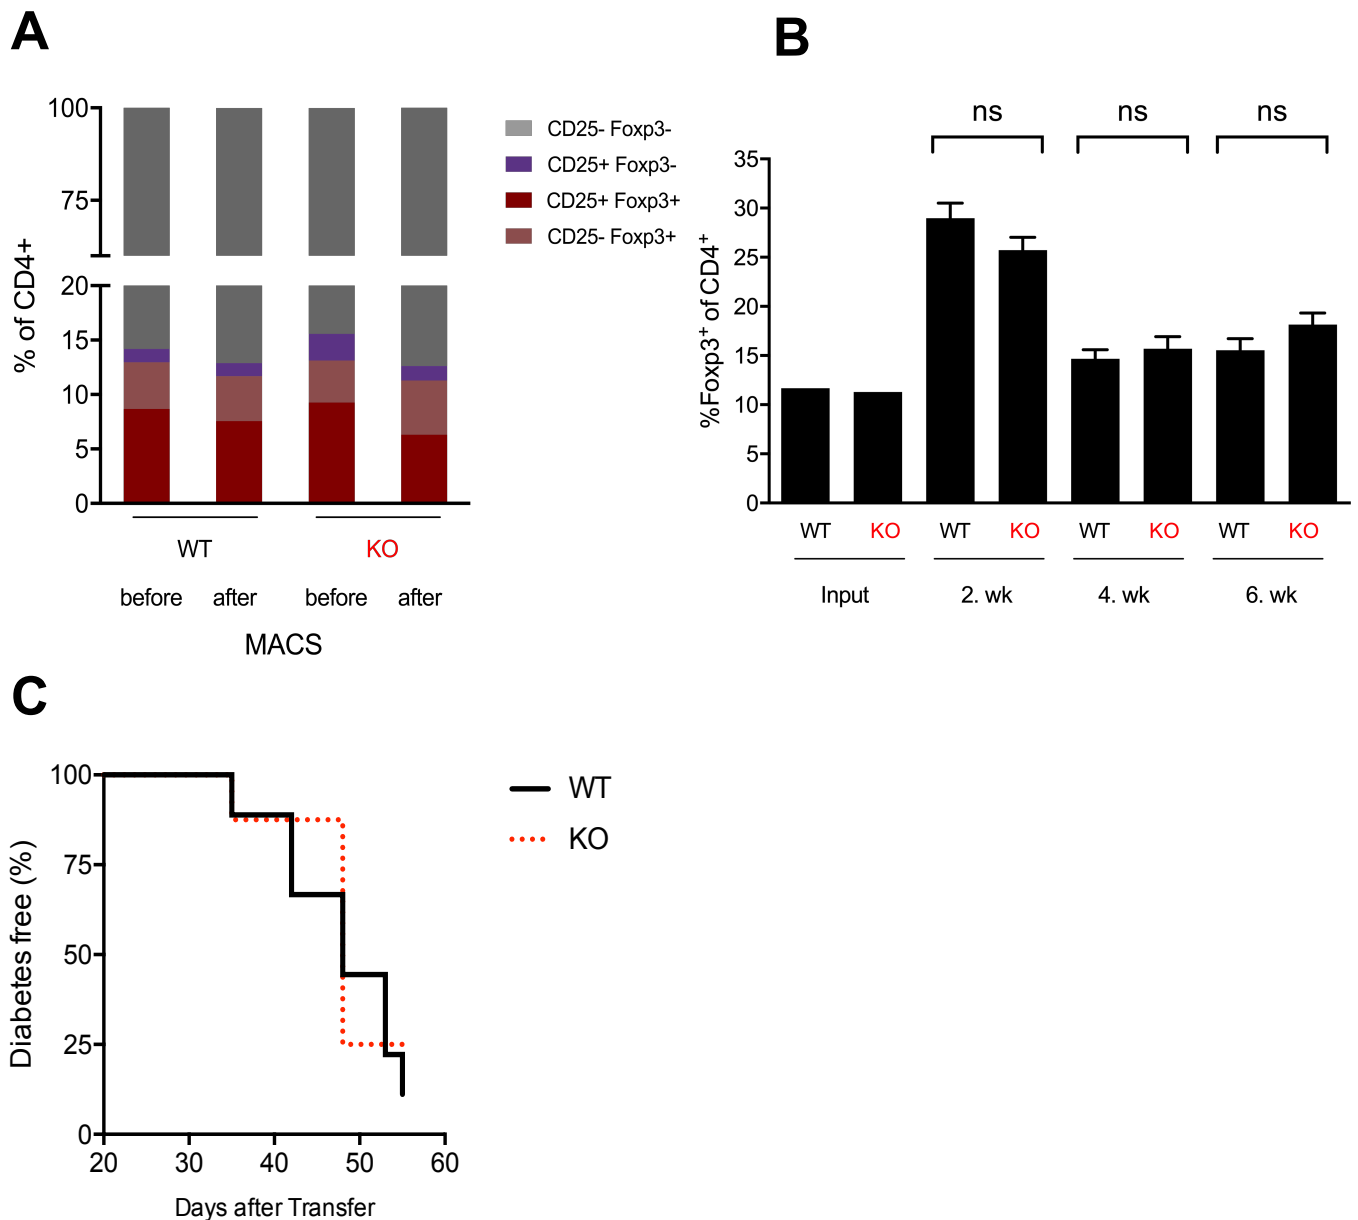 A
100
75
20
15
10
5
0
% of CD4+
CD25- Foxp3-
CD25+ Foxp3-
CD25+ Foxp3+
CD25- Foxp3+
WT KO
before after before after
MACS
B
ns ns ns
35
30
25
20
15
10
5
0
%Foxp3+ of CD4+
WT KO WT KO WT KO WT KO
Input 2. wk 4. wk 6. wk
C
100
75
50
25
0
Diabetes free (%)
20 30 40 50 60
Days after Transfer
WT
KO